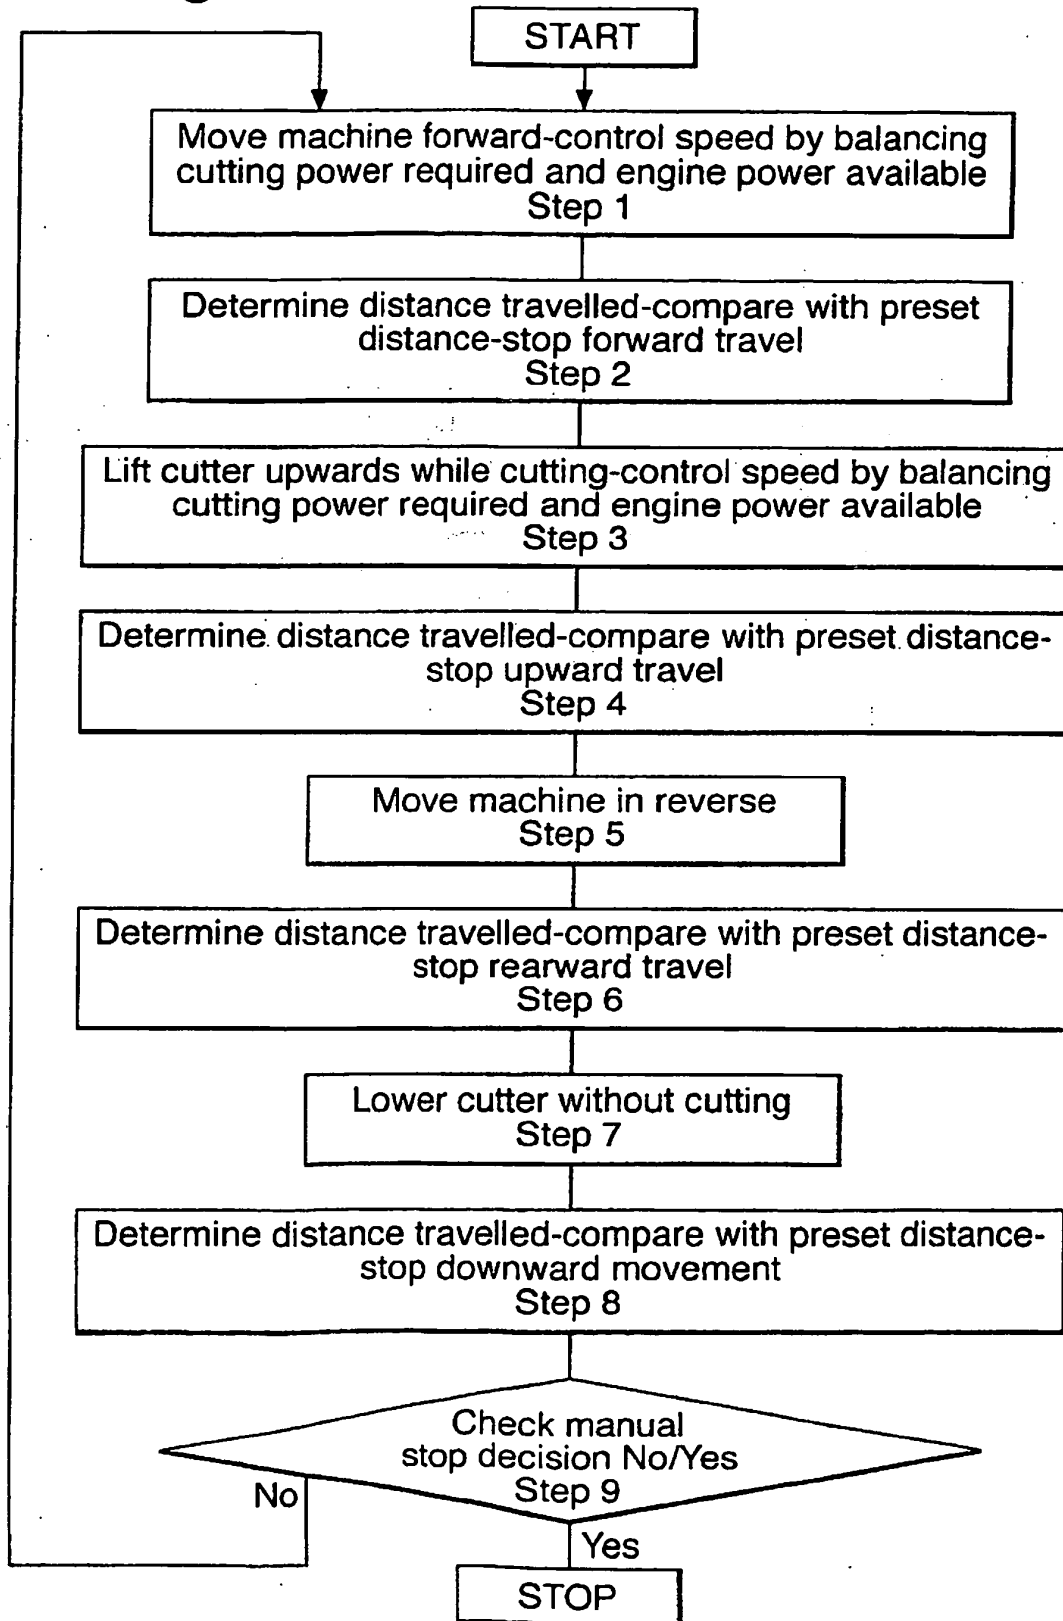 START
Move machine forward-control speed by balancing
cutting power required and engine power available
Step 1
Determine distance travelled-compare with preset
distance-stop forward travel
Step 2
Lift cutter upwards while cutting-control speed by balancing
cutting power required and engine power available
Step 3
Determine distance travelled-compare with preset distance-
stop upward travel
Step 4
Move machine in reverse
Step 5
Determine distance travelled-compare with preset distance-
stop rearward travel
Step 6
Lower cutter without cutting
Step 7
Determine distance travelled-compare with preset distance-
stop downward movement
Step 8
Check manual
stop decision No/Yes
Step 9
No
Yes
STOP